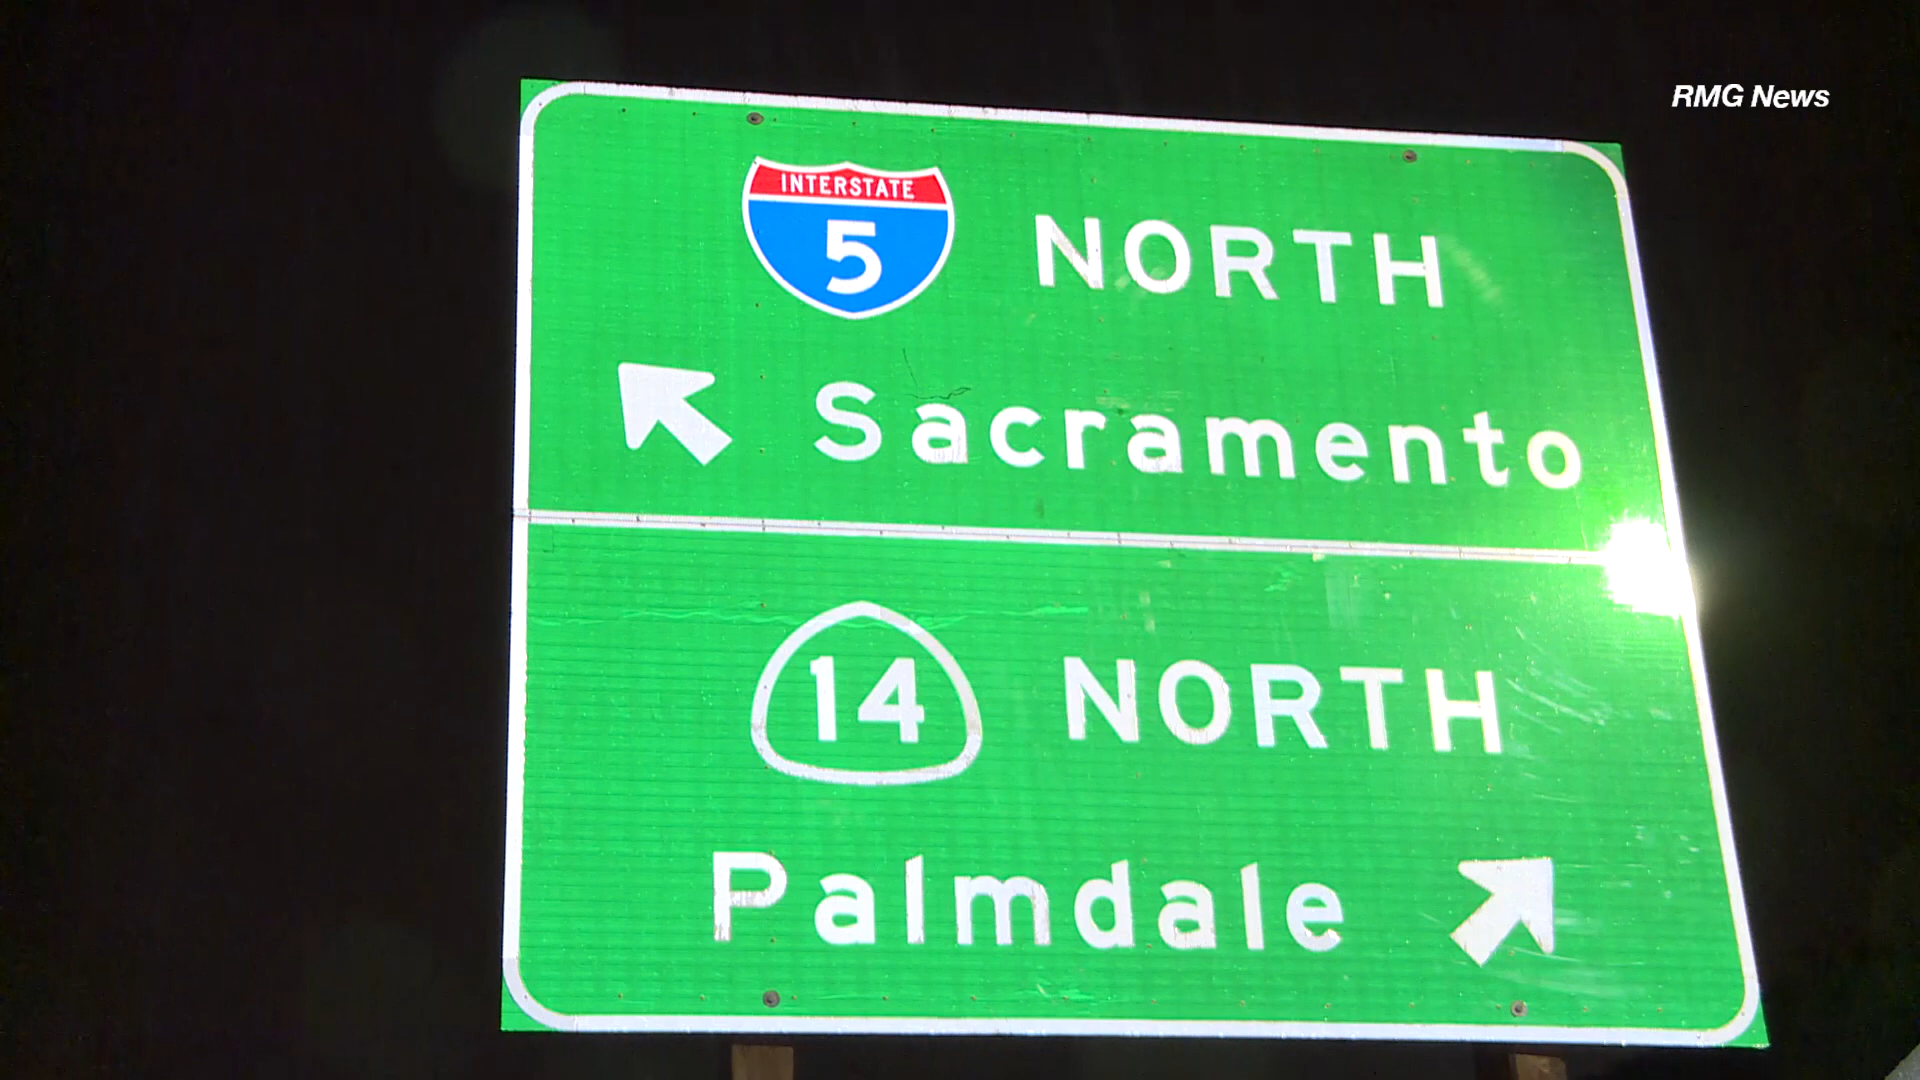 RMG News
INTERSTATE
5 NORTH
Sacramento
14 NORTH
Palmdale